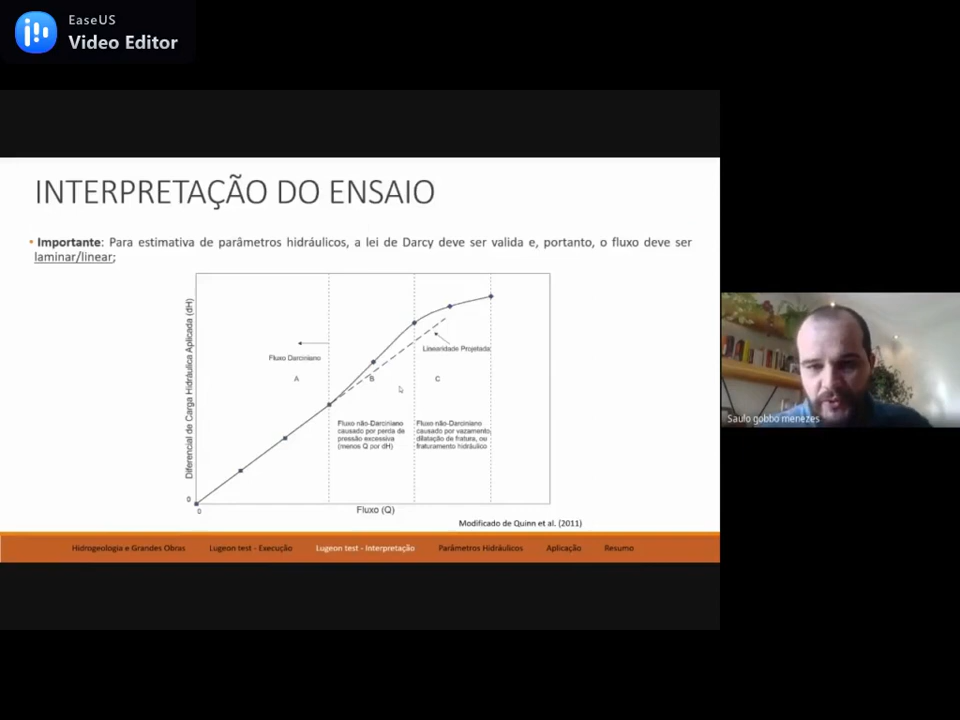 EaseUS
Video Editor
INTERPRETAÇÃO DO ENSAIO
▪ Importante: Para estimativa de parâmetros hidráulicos, a lei de Darcy deve ser valida e, portanto, o fluxo deve ser
laminar/linear;
Diferencial de Carga Hidráulica Aplicada (dH)
Fluxo Darciniano
Linearidade Projetada
A
B
C
Fluxo não-Darciniano
causado por perda de
pressão excessiva
(menos Q por dH)
Fluxo não-Darciniano
causado por vazamento,
dilatação de fratura, ou
fraturamento hidráulico
0
0
Fluxo (Q)
Modificado de Quinn et al. (2011)
Hidrogeologia e Grandes Obras
Lugeon test - Execução
Lugeon test - Interpretação
Parâmetros Hidráulicos
Aplicação
Resumo
Saulo gobbo menezes